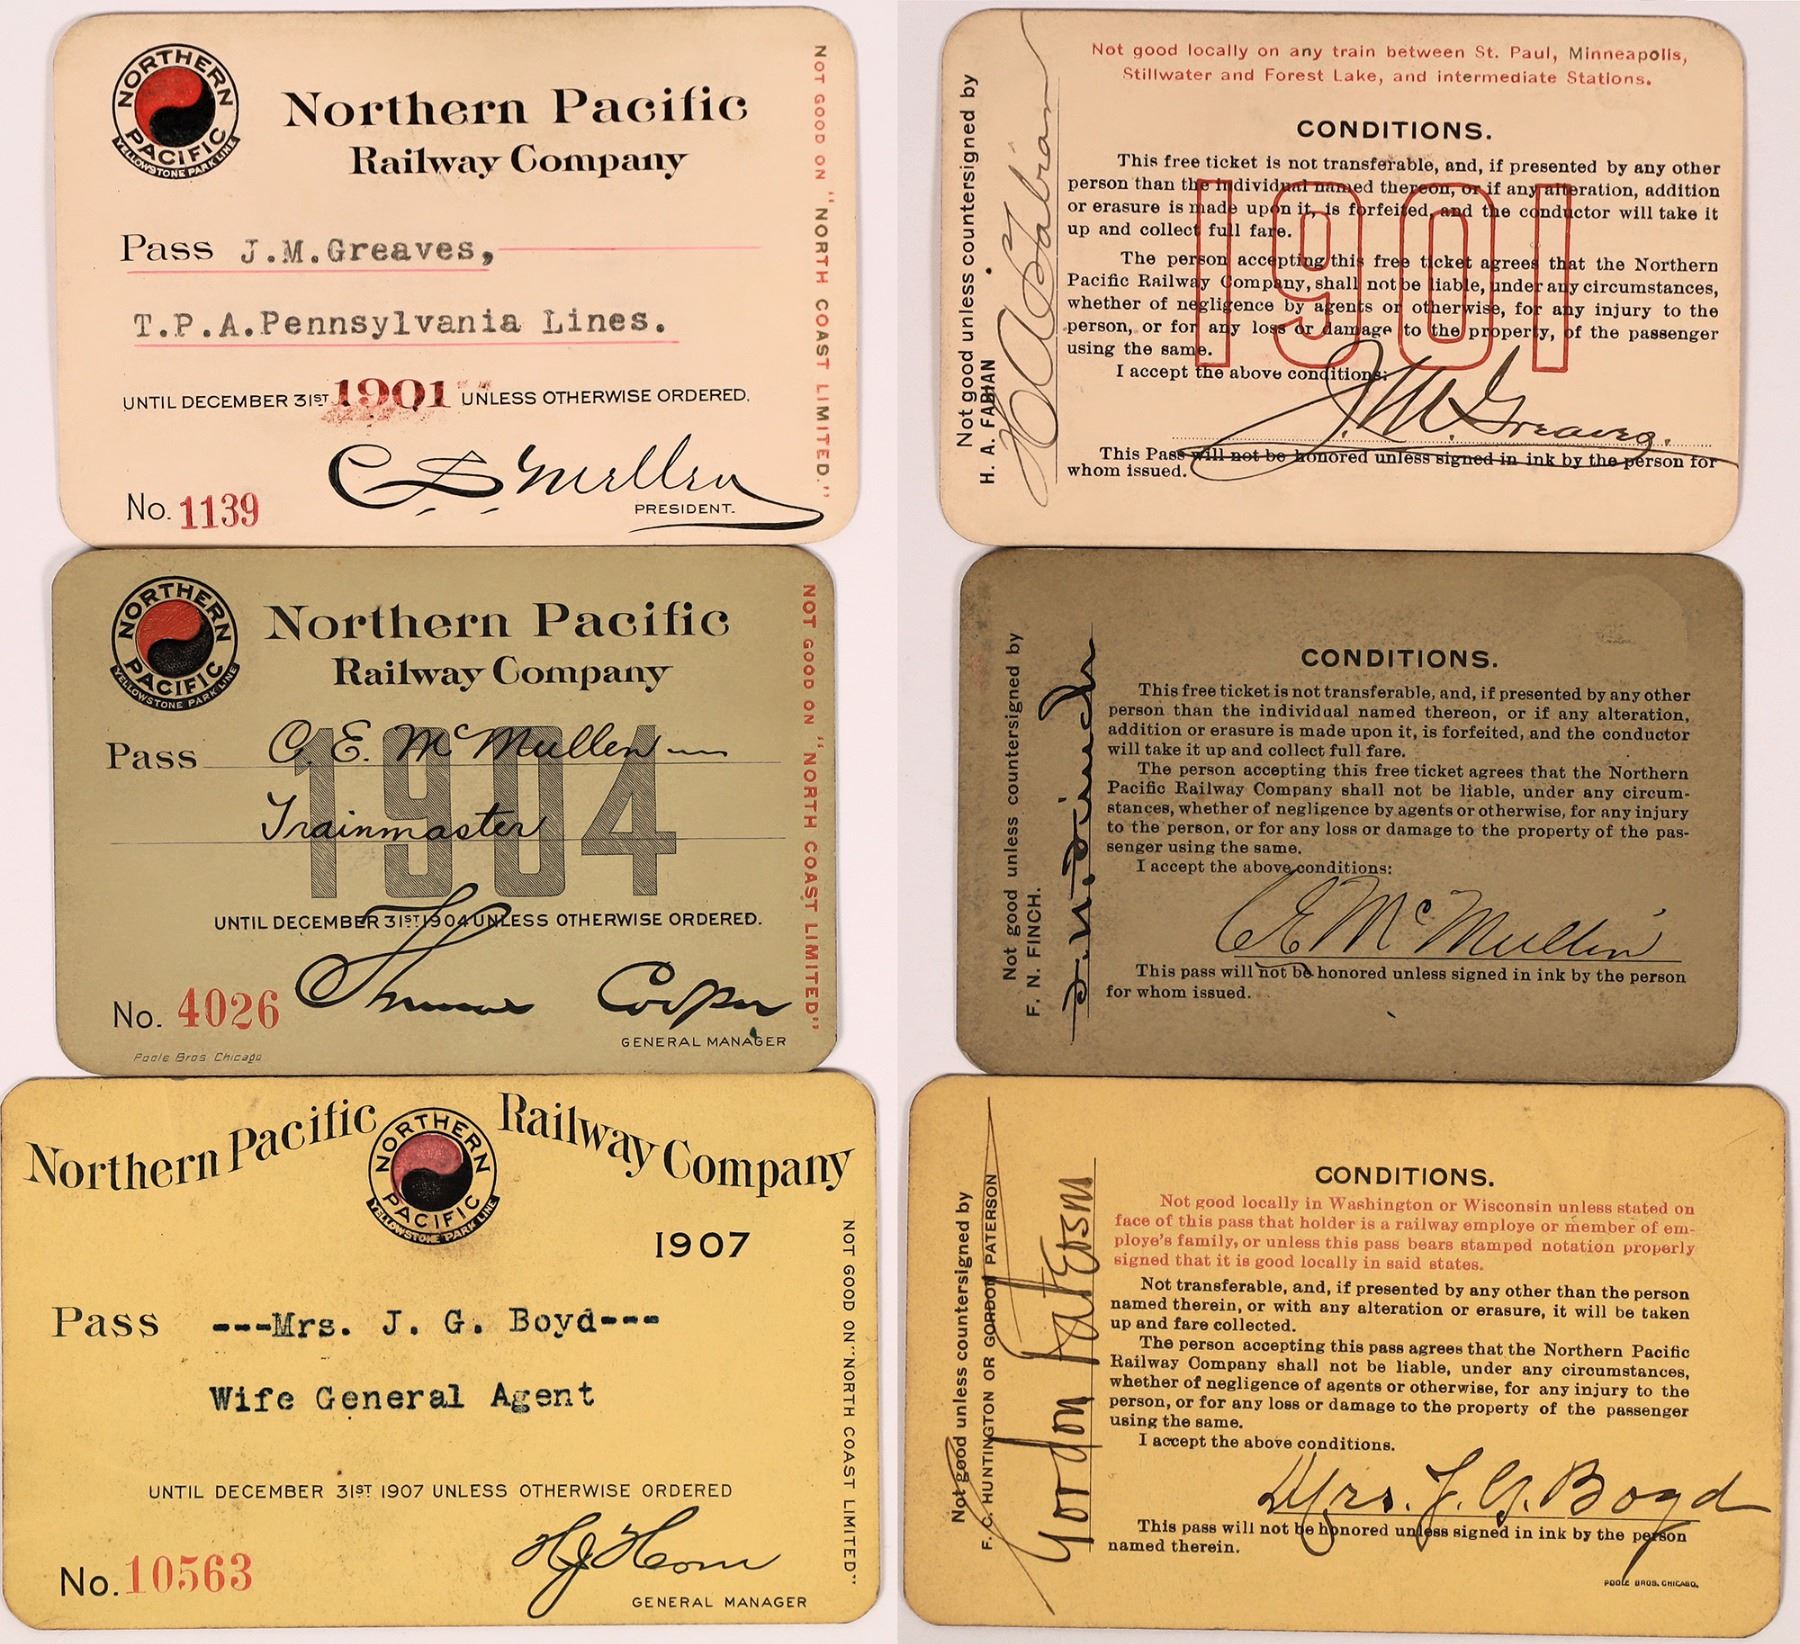 NORTHERN PACIFIC
YELLOWSTONE PARK LINE
Northern Pacific
Railway Company
Pass J.M.Greaves,
T.P.A.Pennsylvania Lines.
UNTIL DECEMBER 31ST 1901 UNLESS OTHERWISE ORDERED.
C S Mellen
PRESIDENT.
No. 1139
NOT GOOD ON "NORTH COAST LIMITED."
Not good unless countersigned by
H. A. FABIAN
H A Fabian
Not good locally on any train between St. Paul, Minneapolis,
Stillwater and Forest Lake, and intermediate Stations.
CONDITIONS.
1901
This free ticket is not transferable, and, if presented by any other
person than the individual named thereon, or if any alteration, addition
or erasure is made upon it, is forfeited, and the conductor will take it
up and collect full fare.
The person accepting this free ticket agrees that the Northern
Pacific Railway Company, shall not be liable, under any circumstances,
whether of negligence by agents or otherwise, for any injury to the
person, or for any loss or damage to the property, of the passenger
using the same.
I accept the above conditions:
J. M. Greaves.
This Pass will not be honored unless signed in ink by the person for
whom issued.
NORTHERN PACIFIC
YELLOWSTONE PARK LINE
Northern Pacific
Railway Company
1904
Pass C. E. McMullen
Trainmaster
UNTIL DECEMBER 31ST 1904 UNLESS OTHERWISE ORDERED.
Thomas Cooper
GENERAL MANAGER
No. 4026
Poole Bros Chicago
NOT GOOD ON "NORTH COAST LIMITED"
Not good unless countersigned by
F. N. FINCH.
F. N. Finch
CONDITIONS.
This free ticket is not transferable, and, if presented by any other
person than the individual named thereon, or if any alteration,
addition or erasure is made upon it, is forfeited, and the conductor
will take it up and collect full fare.
The person accepting this free ticket agrees that the Northern
Pacific Railway Company shall not be liable, under any circum-
stances, whether of negligence by agents or otherwise, for any injury
to the person, or for any loss or damage to the property of the pas-
senger using the same.
I accept the above conditions:
C E McMullin
This pass will not be honored unless signed in ink by the person
for whom issued.
Northern Pacific Railway Company
NORTHERN PACIFIC
YELLOWSTONE PARK LINE
1907
Pass ---Mrs. J. G. Boyd---
Wife General Agent
UNTIL DECEMBER 31ST 1907 UNLESS OTHERWISE ORDERED
H J Horn
GENERAL MANAGER
No. 10563
NOT GOOD ON "NORTH COAST LIMITED"
Not good unless countersigned by
F. C. HUNTINGTON OR GORDON PATERSON
Gordon Paterson
CONDITIONS.
Not good locally in Washington or Wisconsin unless stated on
face of this pass that holder is a railway employe or member of em-
ploye's family, or unless this pass bears stamped notation properly
signed that it is good locally in said states.
Not transferable, and, if presented by any other than the person
named therein, or with any alteration or erasure, it will be taken
up and fare collected.
The person accepting this pass agrees that the Northern Pacific
Railway Company shall not be liable, under any circumstances,
whether of negligence of agents or otherwise, for any injury to the
person, or for any loss or damage to the property of the passenger
using the same.
I accept the above conditions.
Mrs. J. G. Boyd
This pass will not be honored unless signed in ink by the person
named therein.
POOLE BROS. CHICAGO.